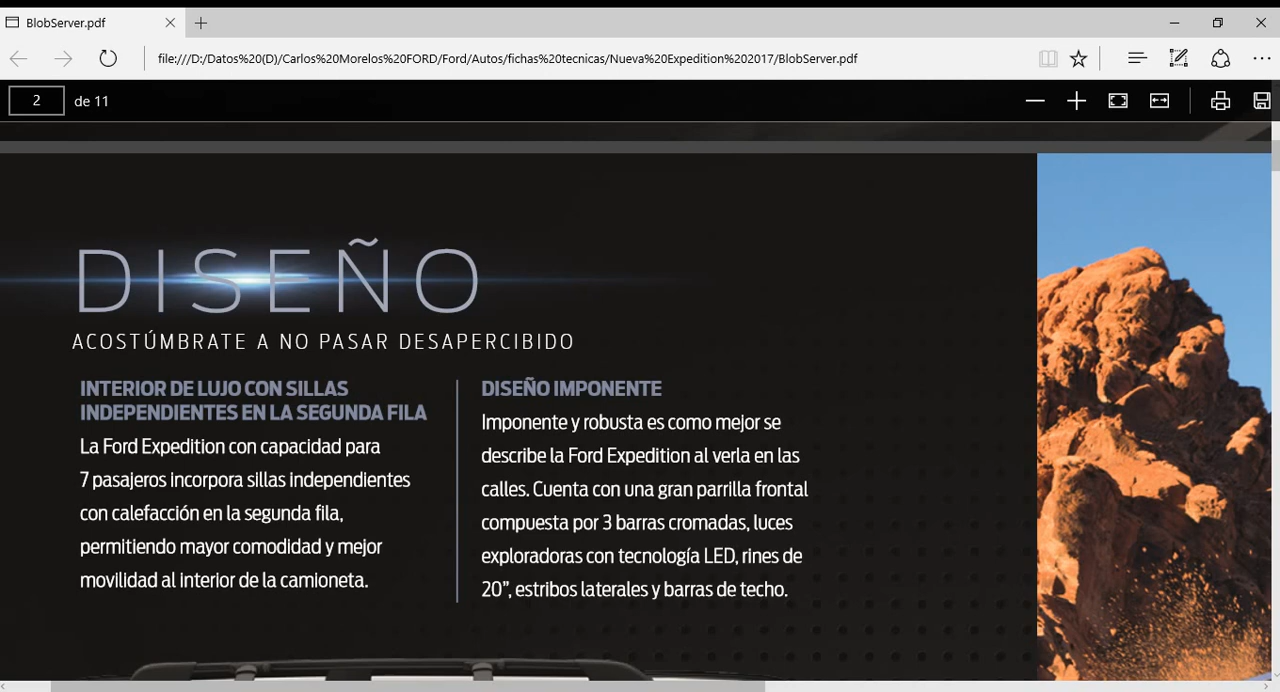 BlobServer.pdf
file:///D:/Datos%20(D)/Carlos%20Morelos%20FORD/Ford/Autos/fichas%20tecnicas/Nueva%20Expedition%202017/BlobServer.pdf
2 de 11
DISEÑO
ACOSTÚMBRATE A NO PASAR DESAPERCIBIDO
INTERIOR DE LUJO CON SILLAS
INDEPENDIENTES EN LA SEGUNDA FILA
La Ford Expedition con capacidad para
7 pasajeros incorpora sillas independientes
con calefacción en la segunda fila,
permitiendo mayor comodidad y mejor
movilidad al interior de la camioneta.
DISEÑO IMPONENTE
Imponente y robusta es como mejor se
describe la Ford Expedition al verla en las
calles. Cuenta con una gran parrilla frontal
compuesta por 3 barras cromadas, luces
exploradoras con tecnología LED, rines de
20”, estribos laterales y barras de techo.